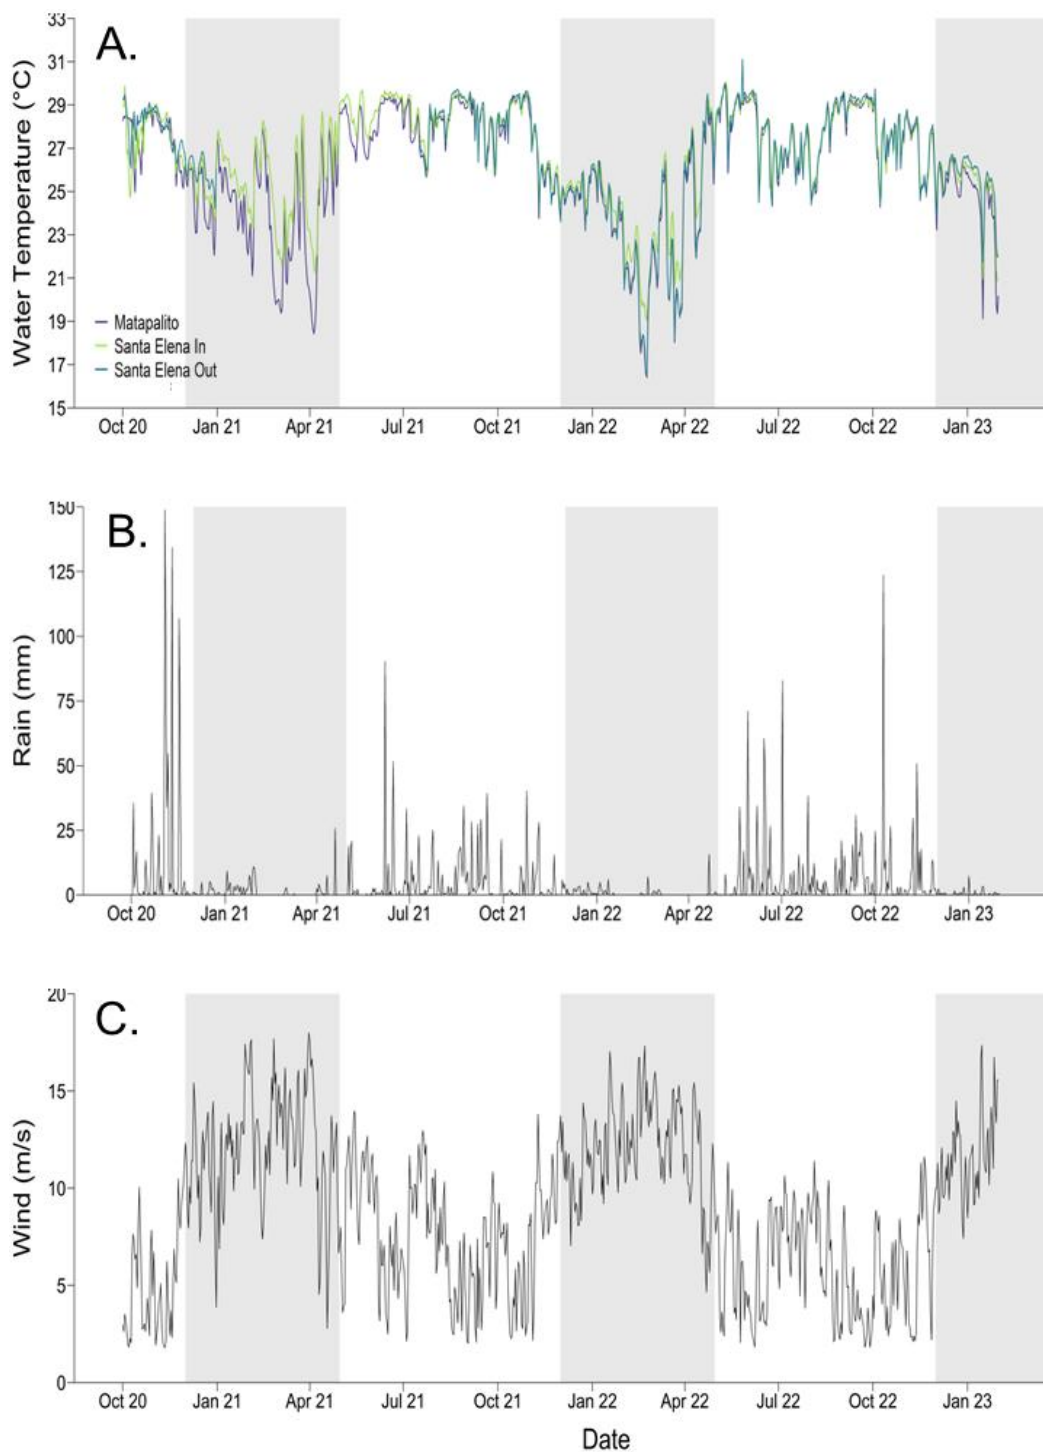 A.
Water Temperature (°C)
33
31
29
27
25
23
21
19
17
15
Matapalito
Santa Elena In
Santa Elena Out
Oct 20 Jan 21 Apr 21 Jul 21 Oct 21 Jan 22 Apr 22 Jul 22 Oct 22 Jan 23
B.
Rain (mm)
150
125
100
75
50
25
0
Oct 20 Jan 21 Apr 21 Jul 21 Oct 21 Jan 22 Apr 22 Jul 22 Oct 22 Jan 23
C.
Wind (m/s)
20
15
10
5
0
Oct 20 Jan 21 Apr 21 Jul 21 Oct 21 Jan 22 Apr 22 Jul 22 Oct 22 Jan 23
Date